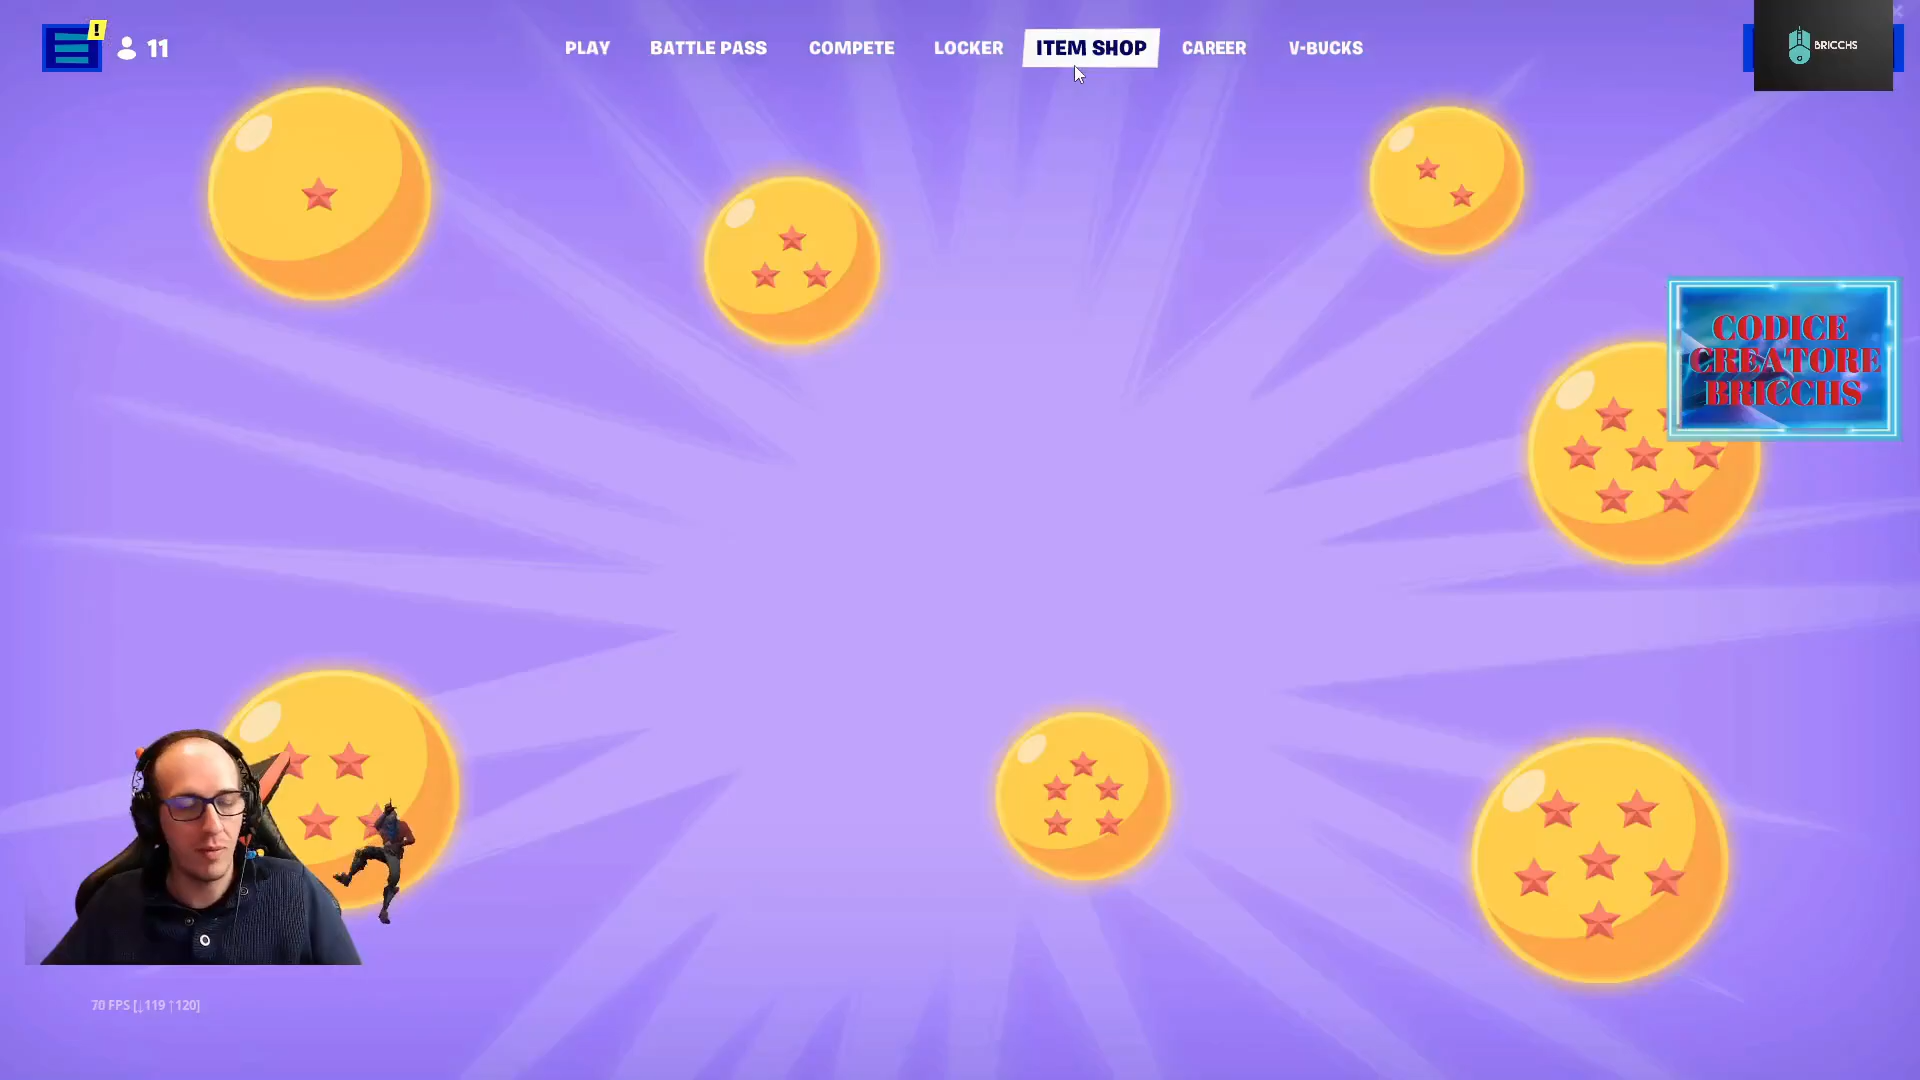 !
11
PLAY
BATTLE PASS
COMPETE
LOCKER
ITEM SHOP
CAREER
V-BUCKS
BRICCHS
CODICE
CREATORE
BRICCHS
70 FPS [↓119 ↑120]